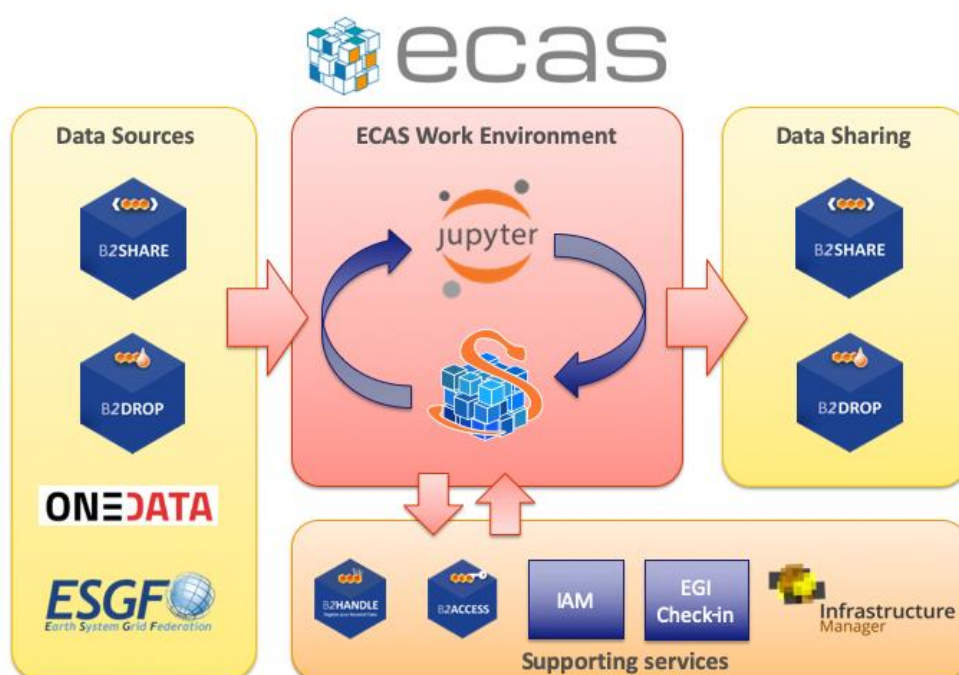 ecas
Data Sources
B2SHARE
B2DROP
ONEDATA
ESGF
Earth System Grid Federation
ECAS Work Environment
jupyter
Data Sharing
B2SHARE
B2DROP
B2HANDLE
B2ACCESS
IAM
EGI
Check-in
Infrastructure
Manager
Supporting services